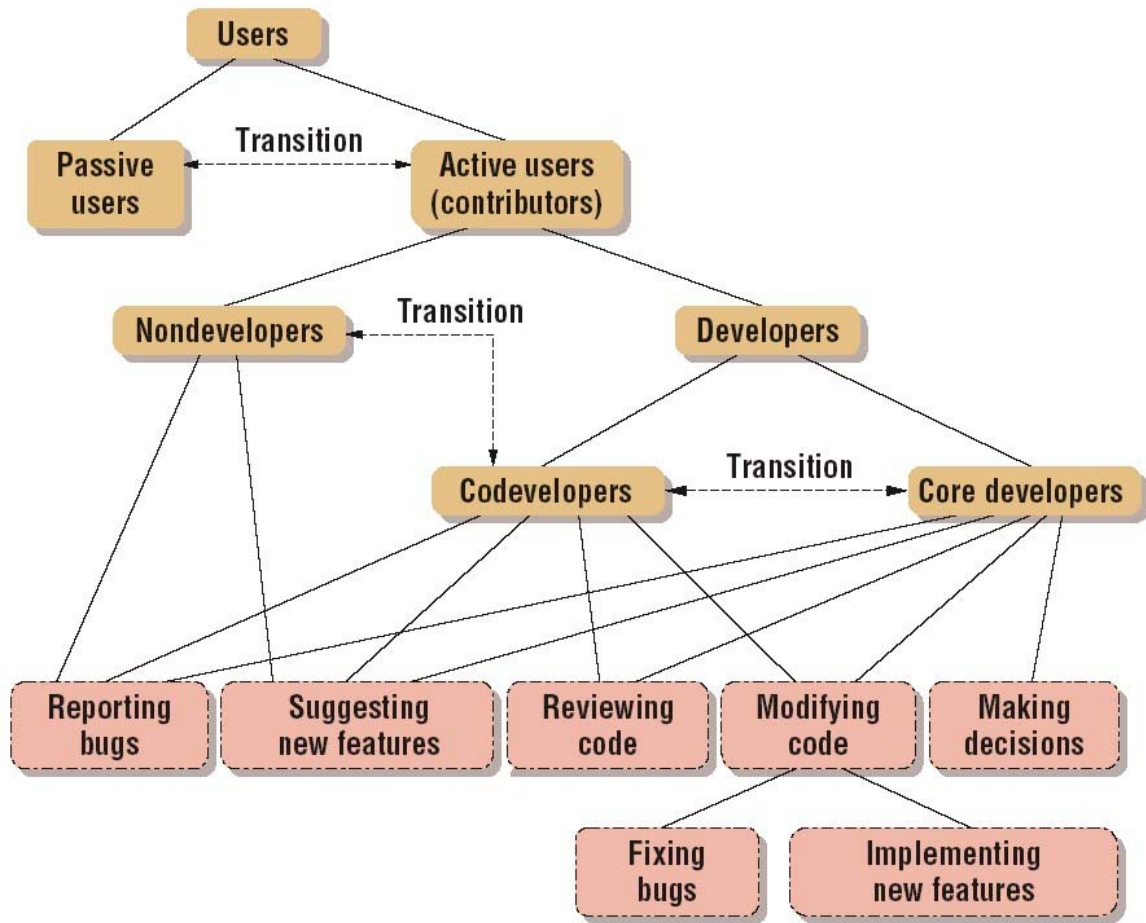 Users
Transition
Passive
users
Active users
(contributors)
Transition
Nondevelopers
Developers
Transition
Codevelopers
Core developers
Reporting
bugs
Suggesting
new features
Reviewing
code
Modifying
code
Making
decisions
Fixing
bugs
Implementing
new features